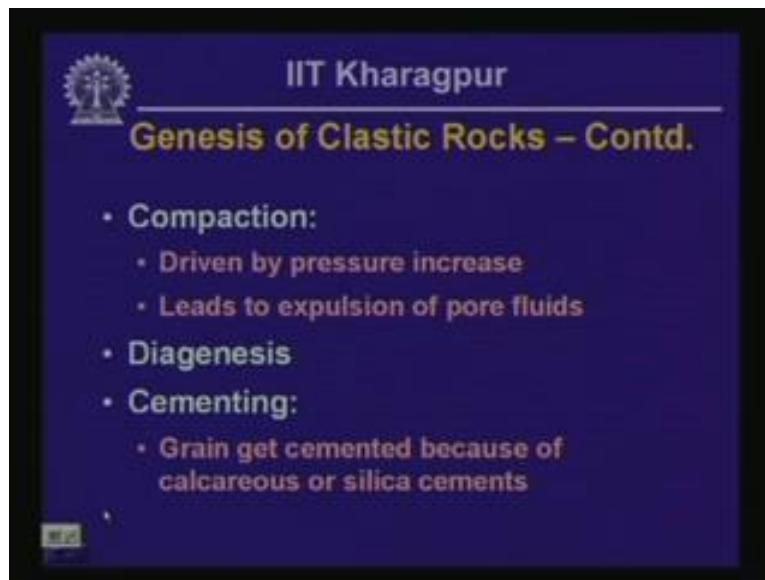 IIT Kharagpur
Genesis of Clastic Rocks – Contd.
• Compaction:
• Driven by pressure increase
• Leads to expulsion of pore fluids
• Diagenesis
• Cementing:
• Grain get cemented because of
calcareous or silica cements